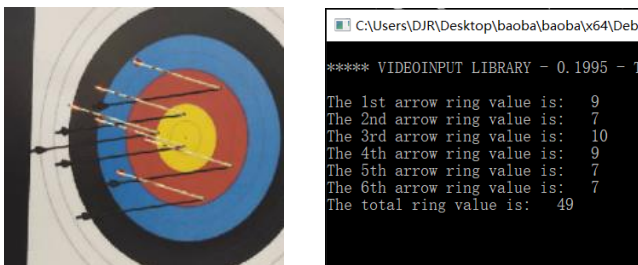 C:\Users\DJR\Desktop\baoba\baoba\x64\Deb
***** VIDEOINPUT LIBRARY - 0.1995 - T
The 1st arrow ring value is: 9
The 2nd arrow ring value is: 7
The 3rd arrow ring value is: 10
The 4th arrow ring value is: 9
The 5th arrow ring value is: 7
The 6th arrow ring value is: 7
The total ring value is: 49